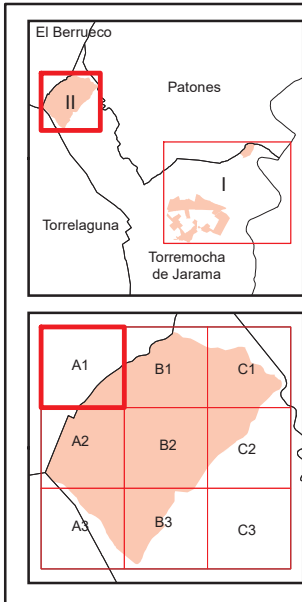 El Berrueco
Patones
II
I
Torrelaguna
Torremocha
de Jarama
A1
B1
C1
A2
B2
C2
A3
B3
C3